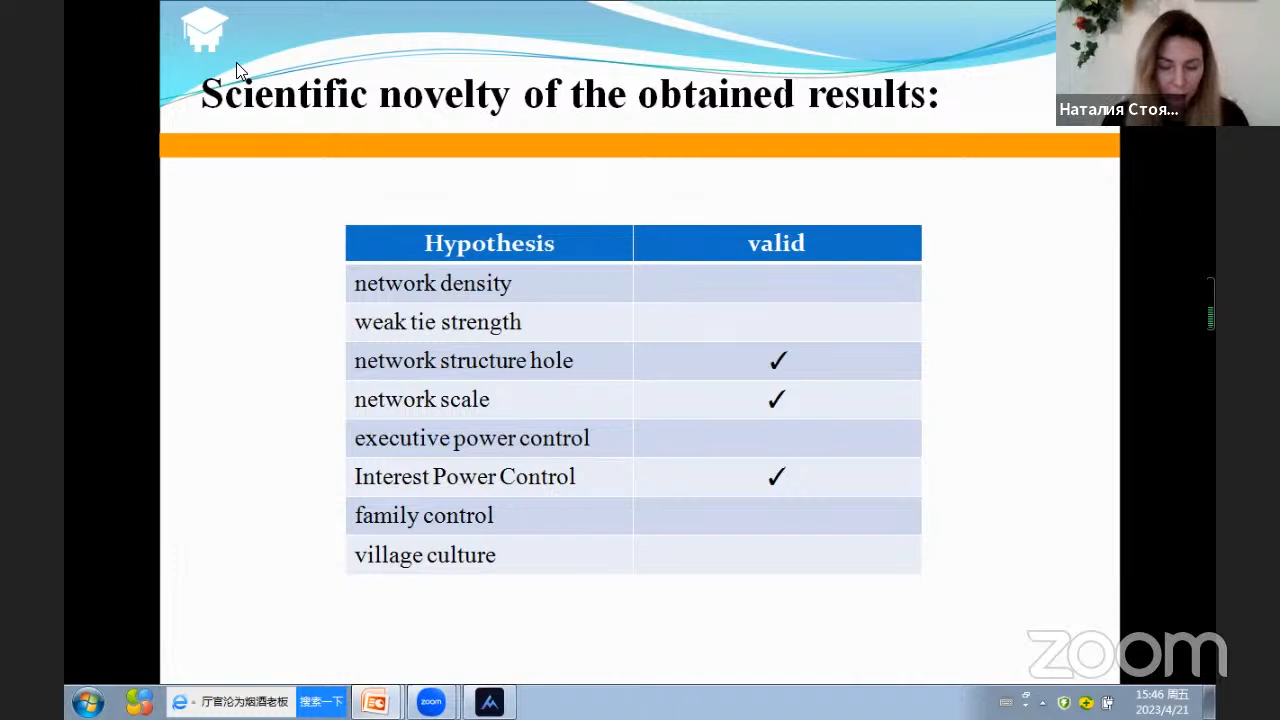 Scientific novelty of the obtained results:
Наталия Стоя...
Hypothesis valid
network density
weak tie strength
network structure hole ✓
network scale ✓
executive power control
Interest Power Control ✓
family control
village culture
zoom
厅官沦为烟酒老板 搜索一下
zoom
15:46 周五
2023/4/21